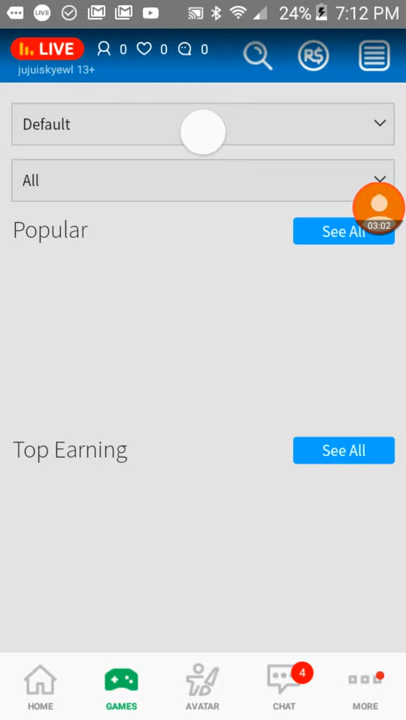 LIVE 24% 7:12 PM
LIVE 0 0 0 R$
jujuiskyewl 13+
Default
All
03:02
Popular See All
Top Earning See All
4
HOME GAMES AVATAR CHAT MORE